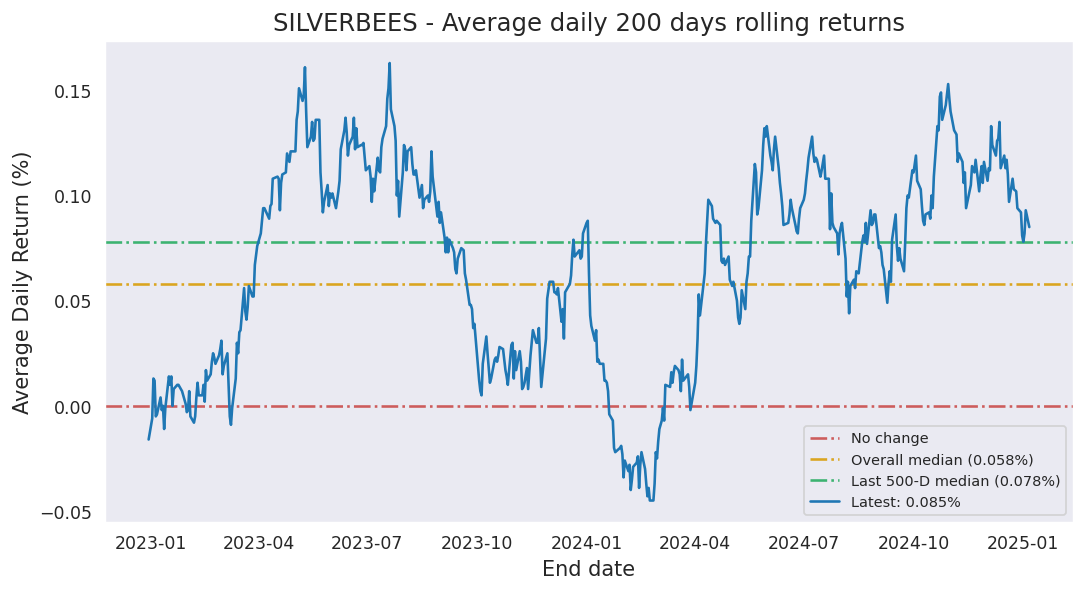 SILVERBEES - Average daily 200 days rolling returns
Average Daily Return (%)
0.15
0.10
0.05
0.00
−0.05
No change
Overall median (0.058%)
Last 500-D median (0.078%)
Latest: 0.085%
2023-01 2023-04 2023-07 2023-10 2024-01 2024-04 2024-07 2024-10 2025-01
End date